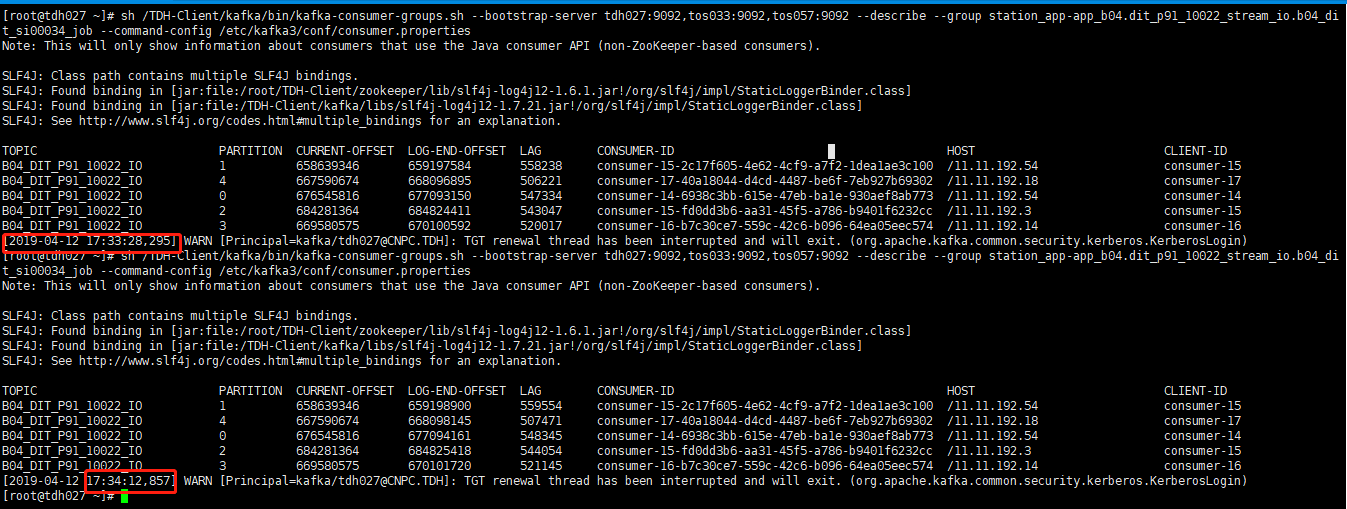 [root@tdh027 ~]# sh /TDH-Client/kafka/bin/kafka-consumer-groups.sh --bootstrap-server tdh027:9092,tos033:9092,tos057:9092 --describe --group station_app-app_b04.dit_p91_10022_stream_io.b04_di
t_si00034_job --command-config /etc/kafka3/conf/consumer.properties
Note: This will only show information about consumers that use the Java consumer API (non-ZooKeeper-based consumers).
SLF4J: Class path contains multiple SLF4J bindings.
SLF4J: Found binding in [jar:file:/root/TDH-Client/zookeeper/lib/slf4j-log4j12-1.6.1.jar!/org/slf4j/impl/StaticLoggerBinder.class]
SLF4J: Found binding in [jar:file:/TDH-Client/kafka/libs/slf4j-log4j12-1.7.21.jar!/org/slf4j/impl/StaticLoggerBinder.class]
SLF4J: See http://www.slf4j.org/codes.html#multiple_bindings for an explanation.
TOPIC PARTITION CURRENT-OFFSET LOG-END-OFFSET LAG CONSUMER-ID HOST CLIENT-ID
B04_DIT_P91_10022_IO 1 658639346 659197584 558238 consumer-15-2c17f605-4e62-4cf9-a7f2-1dea1ae3c100 /11.11.192.54 consumer-15
B04_DIT_P91_10022_IO 4 667590674 668096895 506221 consumer-17-40a18044-d4cd-4487-be6f-7eb927b69302 /11.11.192.18 consumer-17
B04_DIT_P91_10022_IO 0 676545816 677093150 547334 consumer-14-6938c3bb-615e-47eb-ba1e-930aef8ab773 /11.11.192.54 consumer-14
B04_DIT_P91_10022_IO 2 684281364 684824411 543047 consumer-15-fd0dd3b6-aa31-45f5-a786-b9401f6232cc /11.11.192.3 consumer-15
B04_DIT_P91_10022_IO 3 669580575 670100592 520017 consumer-16-b7c30ce7-559c-42c6-b096-64ea05eec574 /11.11.192.14 consumer-16
[2019-04-12 17:33:28,295] WARN [Principal=kafka/tdh027@CNPC.TDH]: TGT renewal thread has been interrupted and will exit. (org.apache.kafka.common.security.kerberos.KerberosLogin)
[root@tdh027 ~]# sh /TDH-Client/kafka/bin/kafka-consumer-groups.sh --bootstrap-server tdh027:9092,tos033:9092,tos057:9092 --describe --group station_app-app_b04.dit_p91_10022_stream_io.b04_di
t_si00034_job --command-config /etc/kafka3/conf/consumer.properties
Note: This will only show information about consumers that use the Java consumer API (non-ZooKeeper-based consumers).
SLF4J: Class path contains multiple SLF4J bindings.
SLF4J: Found binding in [jar:file:/root/TDH-Client/zookeeper/lib/slf4j-log4j12-1.6.1.jar!/org/slf4j/impl/StaticLoggerBinder.class]
SLF4J: Found binding in [jar:file:/TDH-Client/kafka/libs/slf4j-log4j12-1.7.21.jar!/org/slf4j/impl/StaticLoggerBinder.class]
SLF4J: See http://www.slf4j.org/codes.html#multiple_bindings for an explanation.
TOPIC PARTITION CURRENT-OFFSET LOG-END-OFFSET LAG CONSUMER-ID HOST CLIENT-ID
B04_DIT_P91_10022_IO 1 658639346 659198900 559554 consumer-15-2c17f605-4e62-4cf9-a7f2-1dea1ae3c100 /11.11.192.54 consumer-15
B04_DIT_P91_10022_IO 4 667590674 668098145 507471 consumer-17-40a18044-d4cd-4487-be6f-7eb927b69302 /11.11.192.18 consumer-17
B04_DIT_P91_10022_IO 0 676545816 677094161 548345 consumer-14-6938c3bb-615e-47eb-ba1e-930aef8ab773 /11.11.192.54 consumer-14
B04_DIT_P91_10022_IO 2 684281364 684825418 544054 consumer-15-fd0dd3b6-aa31-45f5-a786-b9401f6232cc /11.11.192.3 consumer-15
B04_DIT_P91_10022_IO 3 669580575 670101720 521145 consumer-16-b7c30ce7-559c-42c6-b096-64ea05eec574 /11.11.192.14 consumer-16
[2019-04-12 17:34:12,857] WARN [Principal=kafka/tdh027@CNPC.TDH]: TGT renewal thread has been interrupted and will exit. (org.apache.kafka.common.security.kerberos.KerberosLogin)
[root@tdh027 ~]#